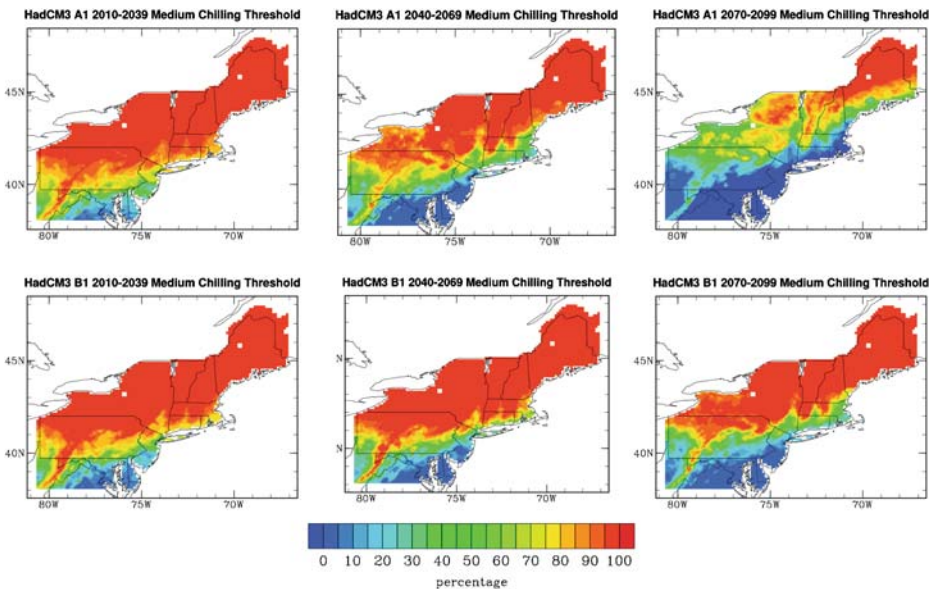 HadCM3 A1 2010-2039 Medium Chilling Threshold
HadCM3 A1 2040-2069 Medium Chilling Threshold
HadCM3 A1 2070-2099 Medium Chilling Threshold
45N
40N
80W 75W 70W
80W 75W 70W
80W 75W 70W
HadCM3 B1 2010-2039 Medium Chilling Threshold
HadCM3 B1 2040-2069 Medium Chilling Threshold
HadCM3 B1 2070-2099 Medium Chilling Threshold
45N
N
45N
40N
N
40N
80W 75W 70W
80W 75W 70W
80W 75W 70W
0 10 20 30 40 50 60 70 80 90 100
percentage